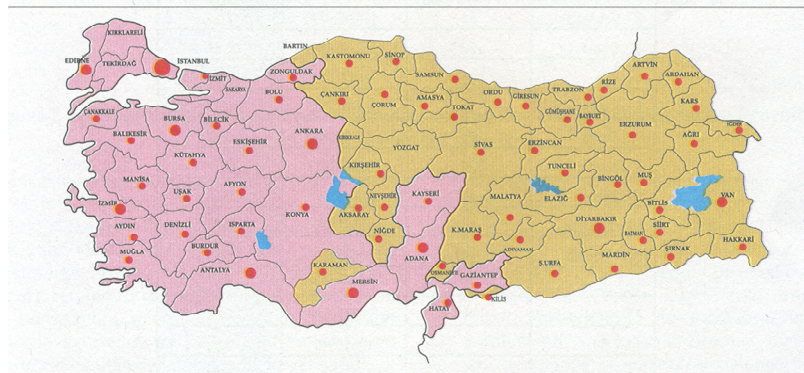 KIRKLARELİ
EDİRNE
TEKİRDAĞ
İSTANBUL
İZMİT
SAKARYA
BARTIN
ZONGULDAK
BOLU
KASTOMONU
SİNOP
SAMSUN
ÇANKIRI
ÇORUM
AMASYA
TOKAT
ORDU
GİRESUN
TRABZON
RİZE
ARTVİN
ARDAHAN
KARS
IĞDIR
GÜMÜŞHANE
BAYBURT
ERZURUM
AĞRI
ÇANAKKALE
BALIKESİR
BURSA
BİLECİK
ESKİŞEHİR
ANKARA
KIRIKKALE
YOZGAT
SİVAS
ERZİNCAN
KÜTAHYA
KIRŞEHİR
TUNCELİ
BİNGÖL
MUŞ
MANİSA
UŞAK
AFYON
KONYA
AKSARAY
NEVŞEHİR
KAYSERİ
MALATYA
ELAZIĞ
BİTLİS
VAN
İZMİR
AYDIN
DENİZLİ
ISPARTA
NİĞDE
K.MARAŞ
ADIYAMAN
DİYARBAKIR
BATMAN
SİİRT
HAKKARİ
MUĞLA
BURDUR
ANTALYA
KARAMAN
MERSİN
ADANA
OSMANİYE
GAZİANTEP
S.URFA
MARDİN
ŞIRNAK
HATAY
KİLİS